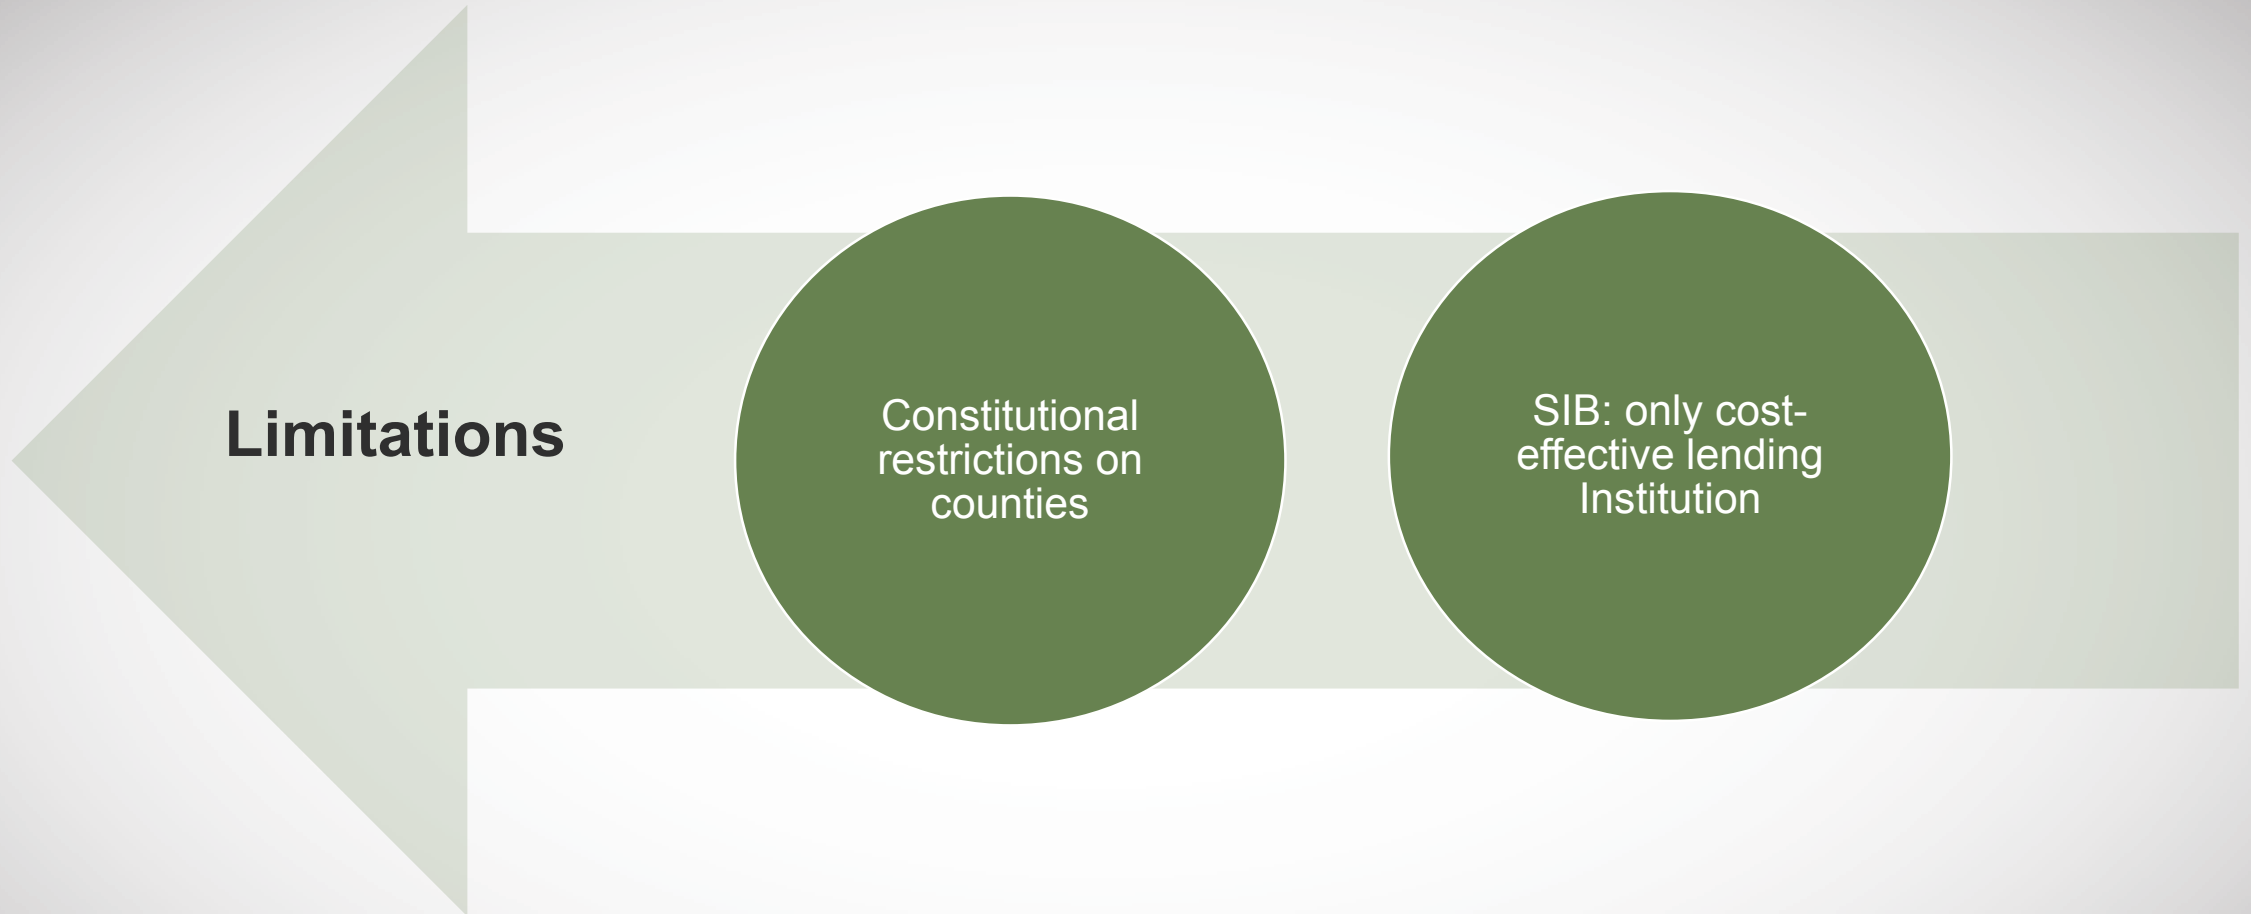 Limitations
Constitutional
restrictions on
counties
SIB: only cost-
effective lending
Institution